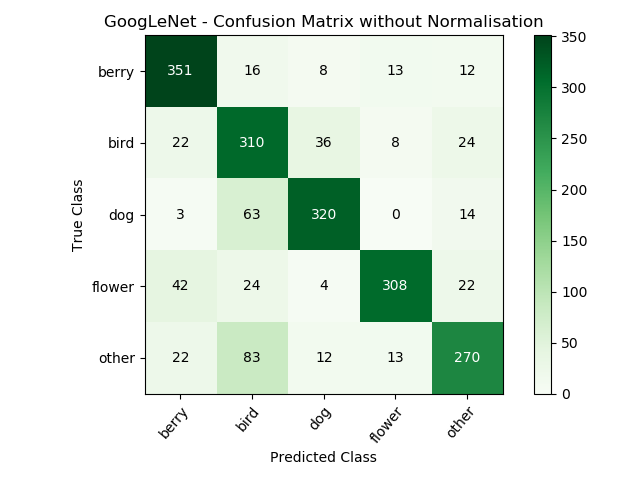 GoogLeNet - Confusion Matrix without Normalisation
True Class
berry 351 16 8 13 12
bird 22 310 36 8 24
dog 3 63 320 0 14
flower 42 24 4 308 22
other 22 83 12 13 270
berry bird dog flower other
Predicted Class
350
300
250
200
150
100
50
0